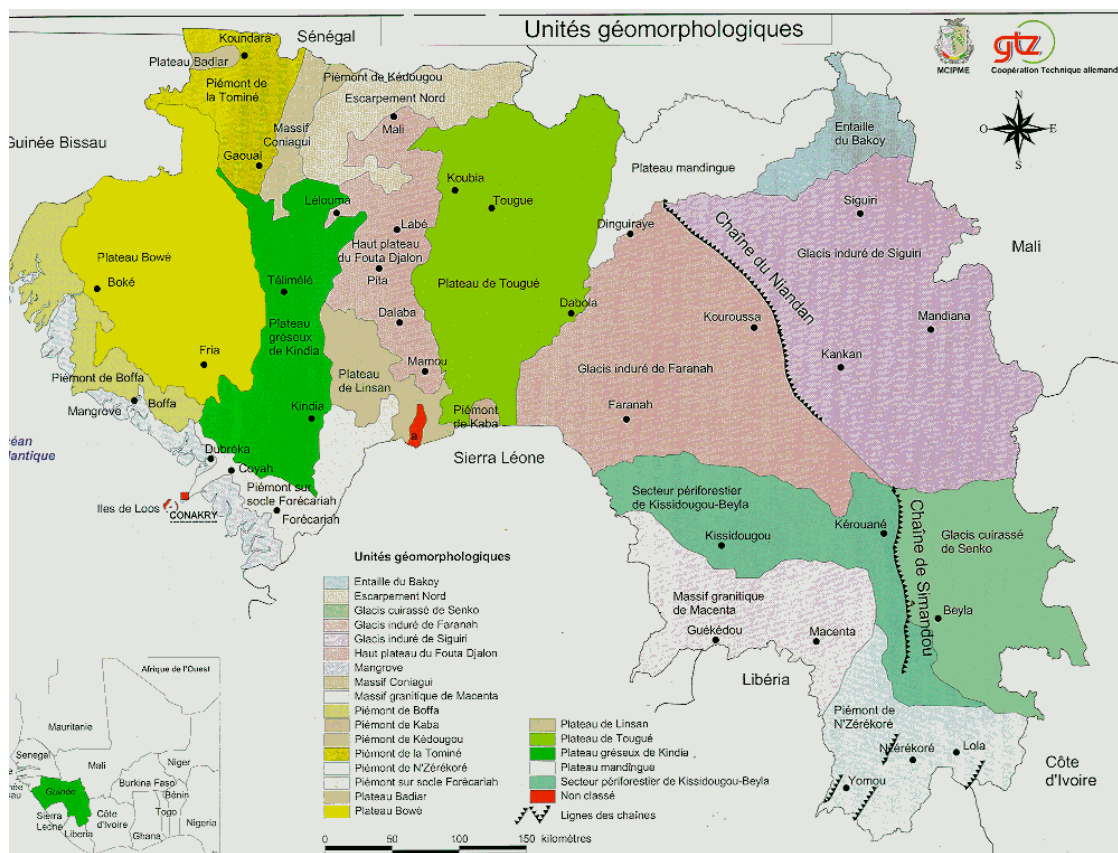 Unités géomorphologiques
MCIPME
gtz
Coopération Technique allemand
N
O
E
S
Sénégal
Koundara
Plateau Badiar
Piémont de
la Tominé
Piémont de Kédougou
Escarpement Nord
Mali
Massif
Coniagui
Guinée Bissau
Gaoual
Entaille
du Bakoy
Plateau mandingue
Koubia
Tougue
Siguiri
Lélouma
Labé
Dinguiraye
Haut plateau
du Fouta Djalon
Pita
Chaîne du Niandan
Glacis induré de Siguiri
Mali
Plateau Bowé
Boké
Télimélé
Plateau de Tougué
Dabola
Dalaba
Kouroussa
Mandiana
Plateau
gréseux
de Kindia
Fria
Mamou
Kankan
Plateau
de Linsan
Glacis induré de Faranah
Piémont de Boffa
Boffa
Mangrove
Kindia
Piémont
de Kaba
Faranah
a
céan
tlantique
Dubréka
Coyah
Sierra Léone
Piémont sur
socle Forécariah
Iles de Loos
CONAKRY
Forécariah
Secteur périforestier
de Kissidougou-Beyla
Kissidougou
Kérouané
Chaîne de Simandou
Glacis cuirassé
de Senko
Beyla
Massif granitique
de Macenta
Guékédou
Macenta
Libéria
Piémont de
N'Zérékoré
N'Zérékoré
Lola
Yomou
Côte
d'Ivoire
Unités géomorphologiques
Entaille du Bakoy
Escarpement Nord
Glacis cuirassé de Senko
Glacis induré de Faranah
Glacis induré de Siguiri
Haut plateau du Fouta Djalon
Mangrove
Massif Coniagui
Massif granitique de Macenta
Piémont de Boffa
Piémont de Kaba
Piémont de Kédougou
Piémont de la Tominé
Piémont de N'Zérékoré
Piémont sur socle Forécariah
Plateau Badiar
Plateau Bowé
Plateau de Linsan
Plateau de Tougué
Plateau gréseux de Kindia
Plateau mandingue
Secteur périforestier de Kissidougou-Beyla
Non classé
Lignes des chaînes
0 50 100 150 kilomètres
Afrique de l'Ouest
Mauritanie
Senegal
Mali
Niger
Guinée
Burkina Faso
Bénin
Togo
Sierra
Leone
Côte
d'Ivoire
Liberia
Ghana
Nigeria